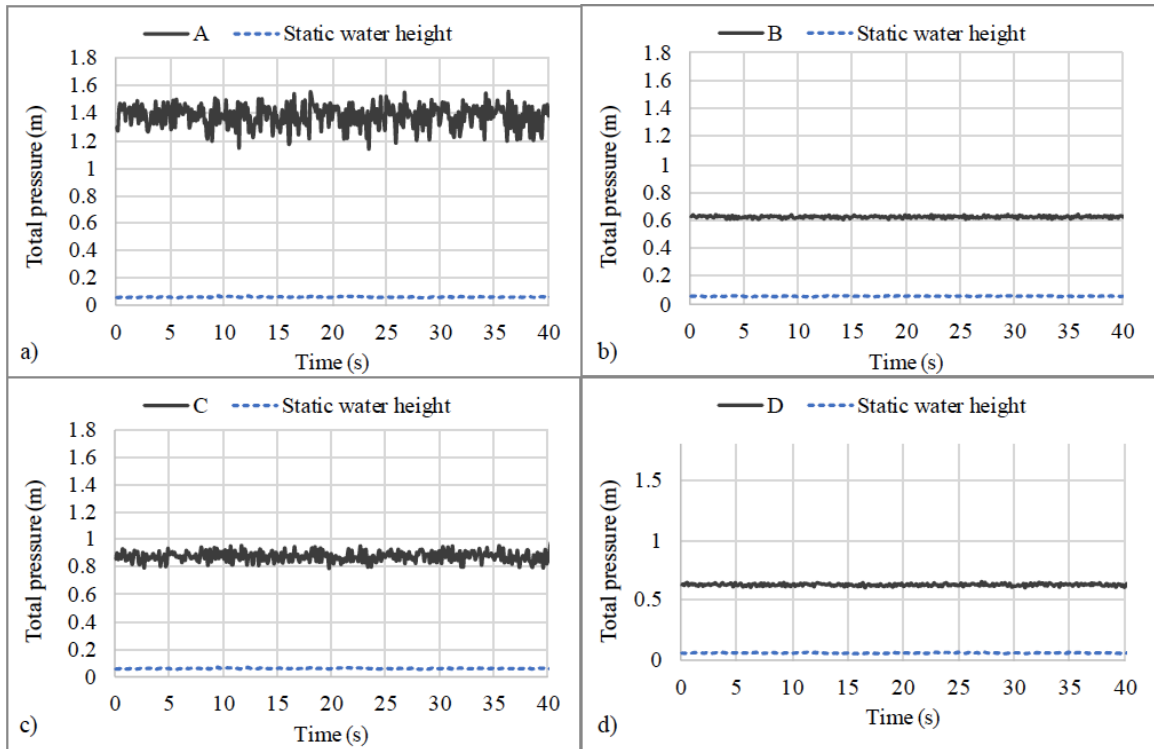 A Static water height
1.8
1.6
1.4
1.2
1
0.8
0.6
0.4
0.2
0
Total pressure (m)
0 5 10 15 20 25 30 35 40
Time (s)
a)
B Static water height
1.8
1.6
1.4
1.2
1
0.8
0.6
0.4
0.2
0
Total pressure (m)
0 5 10 15 20 25 30 35 40
Time (s)
b)
C Static water height
1.8
1.6
1.4
1.2
1
0.8
0.6
0.4
0.2
0
Total pressure (m)
0 5 10 15 20 25 30 35 40
Time (s)
c)
D Static water height
1.5
1
0.5
0
Total pressure (m)
0 5 10 15 20 25 30 35 40
Time (s)
d)